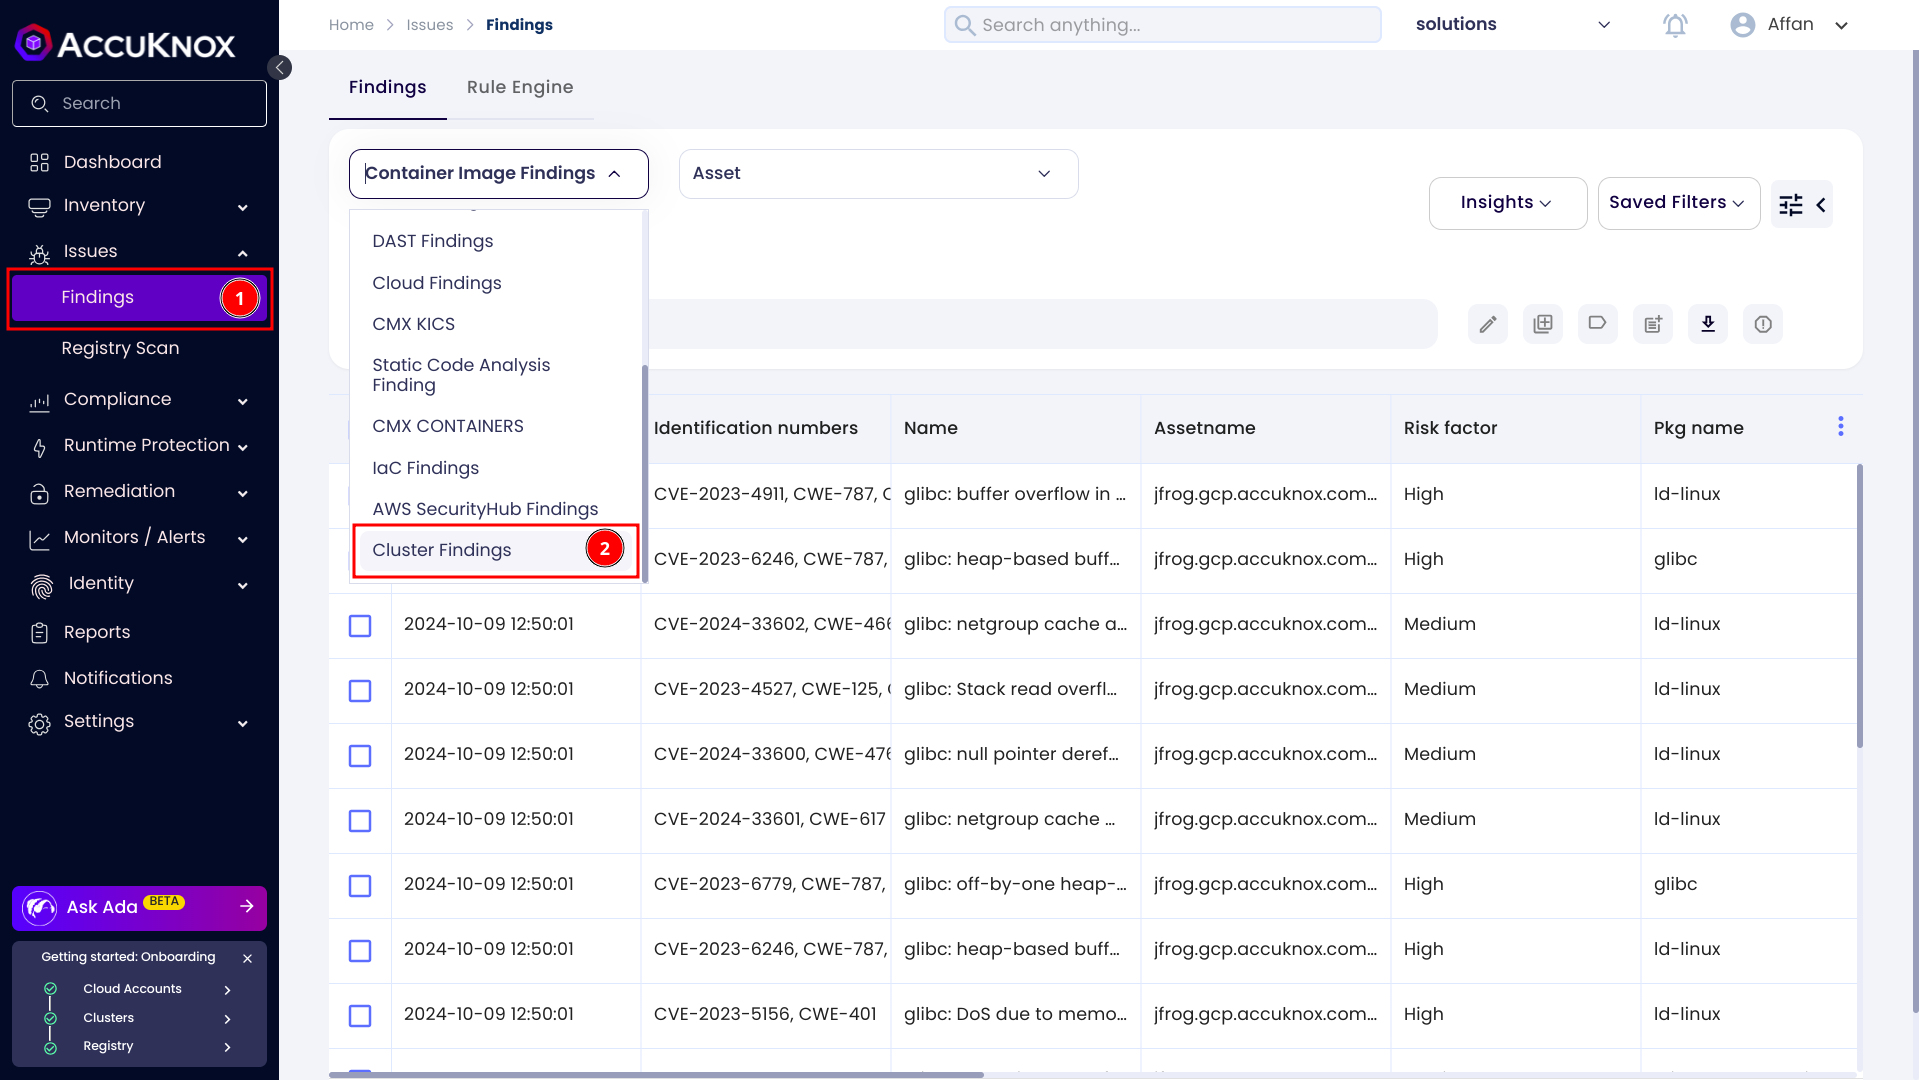 ACCUKNOX
Search
Dashboard
Inventory
Issues
Findings
1
Registry Scan
Compliance
Runtime Protection
Remediation
Monitors / Alerts
Identity
Reports
Notifications
Settings
Ask Ada BETA
Getting started: Onboarding
Cloud Accounts
Clusters
Registry
Home > Issues > Findings
Search anything...
solutions
Affan
Findings
Rule Engine
Container Image Findings
Asset
Insights
Saved Filters
DAST Findings
Cloud Findings
CMX KICS
Static Code Analysis
Finding
CMX CONTAINERS
IaC Findings
AWS SecurityHub Findings
Cluster Findings
2
Identification numbers Name Assetname Risk factor Pkg name
CVE-2023-4911, CWE-787, C glibc: buffer overflow in ... jfrog.gcp.accuknox.com... High ld-linux
CVE-2023-6246, CWE-787, glibc: heap-based buff... jfrog.gcp.accuknox.com... High glibc
2024-10-09 12:50:01 CVE-2024-33602, CWE-466 glibc: netgroup cache a... jfrog.gcp.accuknox.com... Medium ld-linux
2024-10-09 12:50:01 CVE-2023-4527, CWE-125, glibc: Stack read overfl... jfrog.gcp.accuknox.com... Medium ld-linux
2024-10-09 12:50:01 CVE-2024-33600, CWE-476 glibc: null pointer deref... jfrog.gcp.accuknox.com... Medium ld-linux
2024-10-09 12:50:01 CVE-2024-33601, CWE-617 glibc: netgroup cache ... jfrog.gcp.accuknox.com... Medium ld-linux
2024-10-09 12:50:01 CVE-2023-6779, CWE-787, glibc: off-by-one heap-... jfrog.gcp.accuknox.com... High glibc
2024-10-09 12:50:01 CVE-2023-6246, CWE-787, glibc: heap-based buff... jfrog.gcp.accuknox.com... High ld-linux
2024-10-09 12:50:01 CVE-2023-5156, CWE-401 glibc: DoS due to memo... jfrog.gcp.accuknox.com... High ld-linux